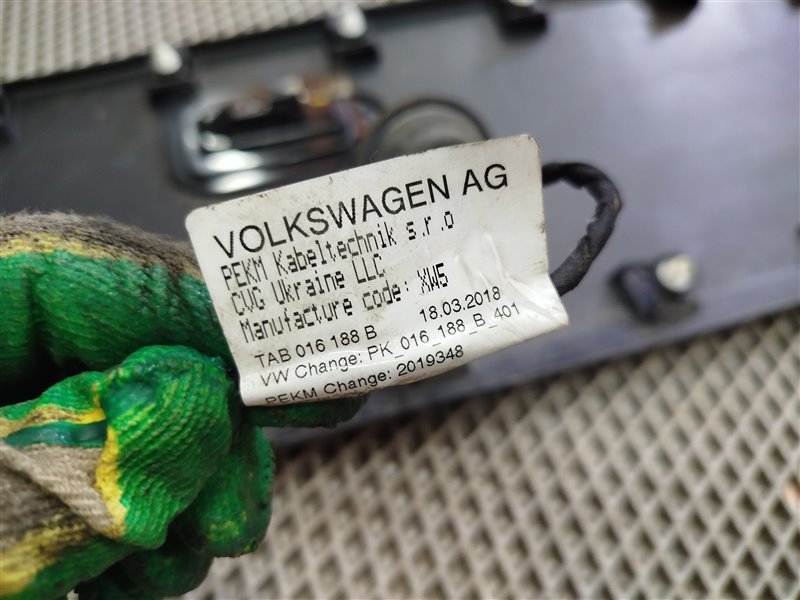 VOLKSWAGEN AG
PEKM Kabeltechnik s.r.o
CWG Ukraine LLC
Manufacture code: XW5
TAB 016 188 B 18.03.2018
VW Change: PK_016_188_B_401
PEKM Change: 2019348